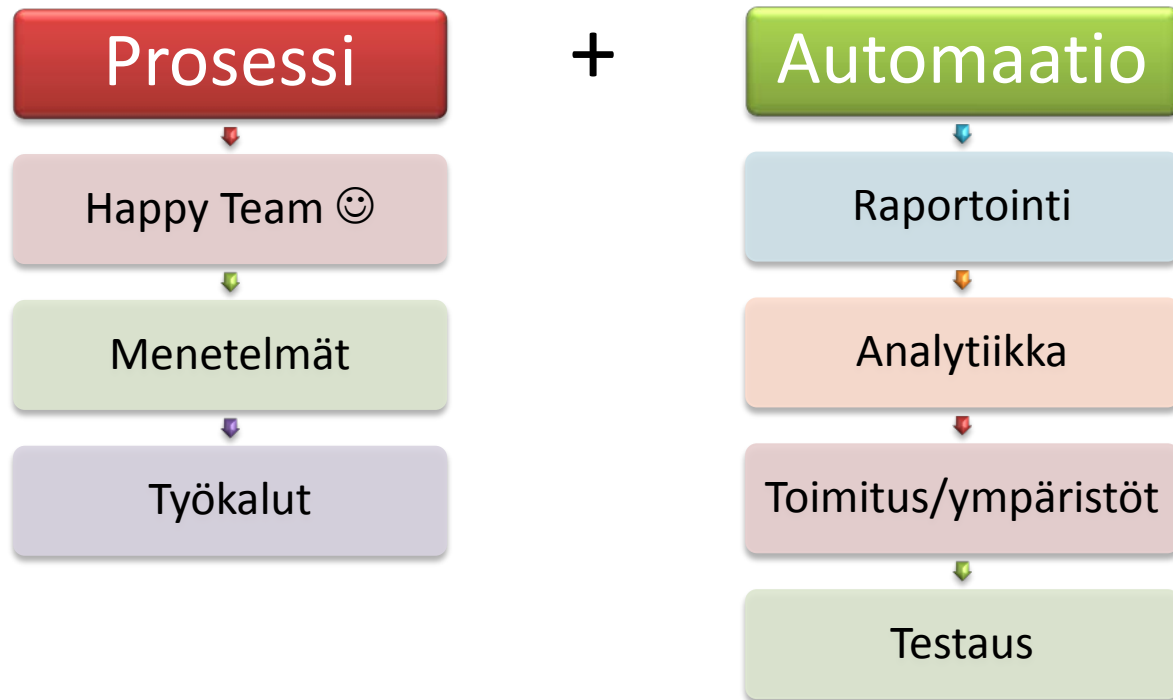 Prosessi
Happy Team ☺
Menetelmät
Työkalut
+
Automaatio
Raportointi
Analytiikka
Toimitus/ympäristöt
Testaus